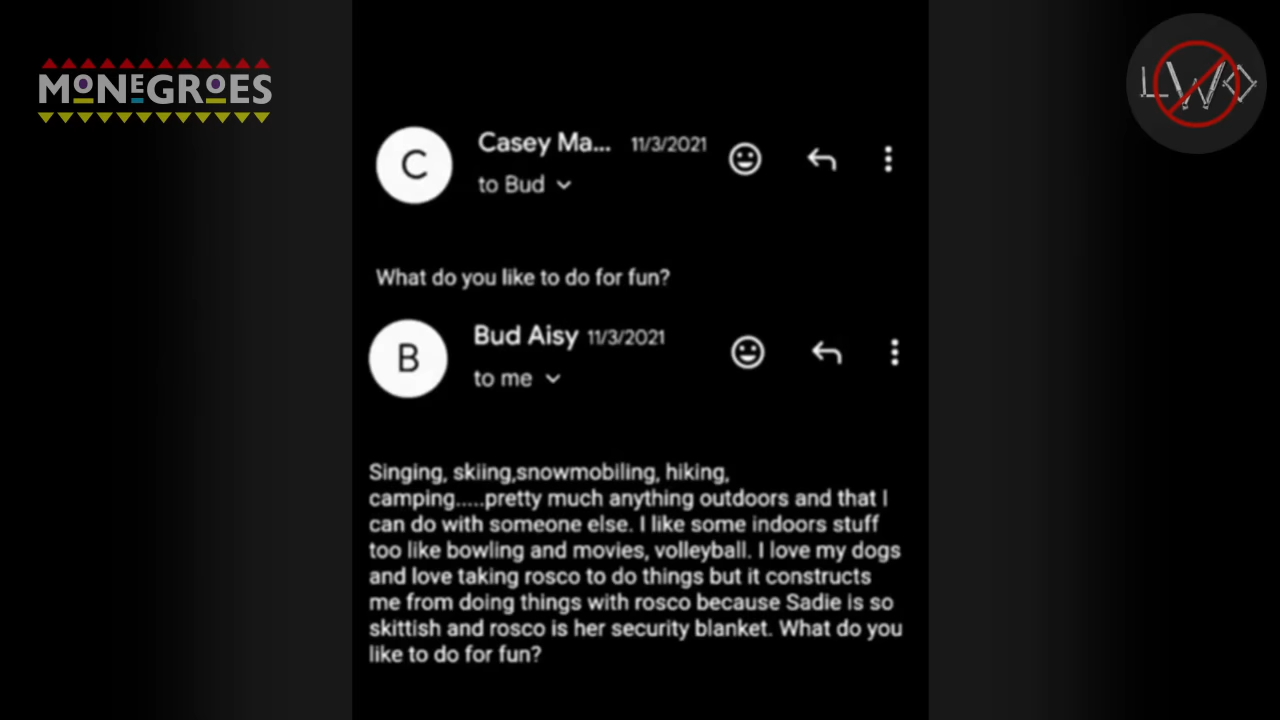 MONEGROES
LWO
C
Casey Ma... 11/3/2021
to Bud
What do you like to do for fun?
B
Bud Aisy 11/3/2021
to me
Singing, skiing,snowmobiling, hiking,
camping.....pretty much anything outdoors and that I
can do with someone else. I like some indoors stuff
too like bowling and movies, volleyball. I love my dogs
and love taking rosco to do things but it constructs
me from doing things with rosco because Sadie is so
skittish and rosco is her security blanket. What do you
like to do for fun?